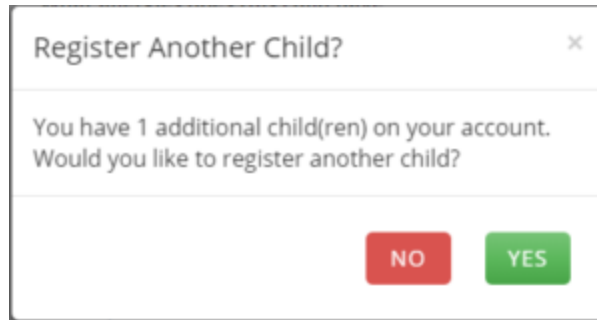 Register Another Child?
×
You have 1 additional child(ren) on your account.
Would you like to register another child?
NO
YES